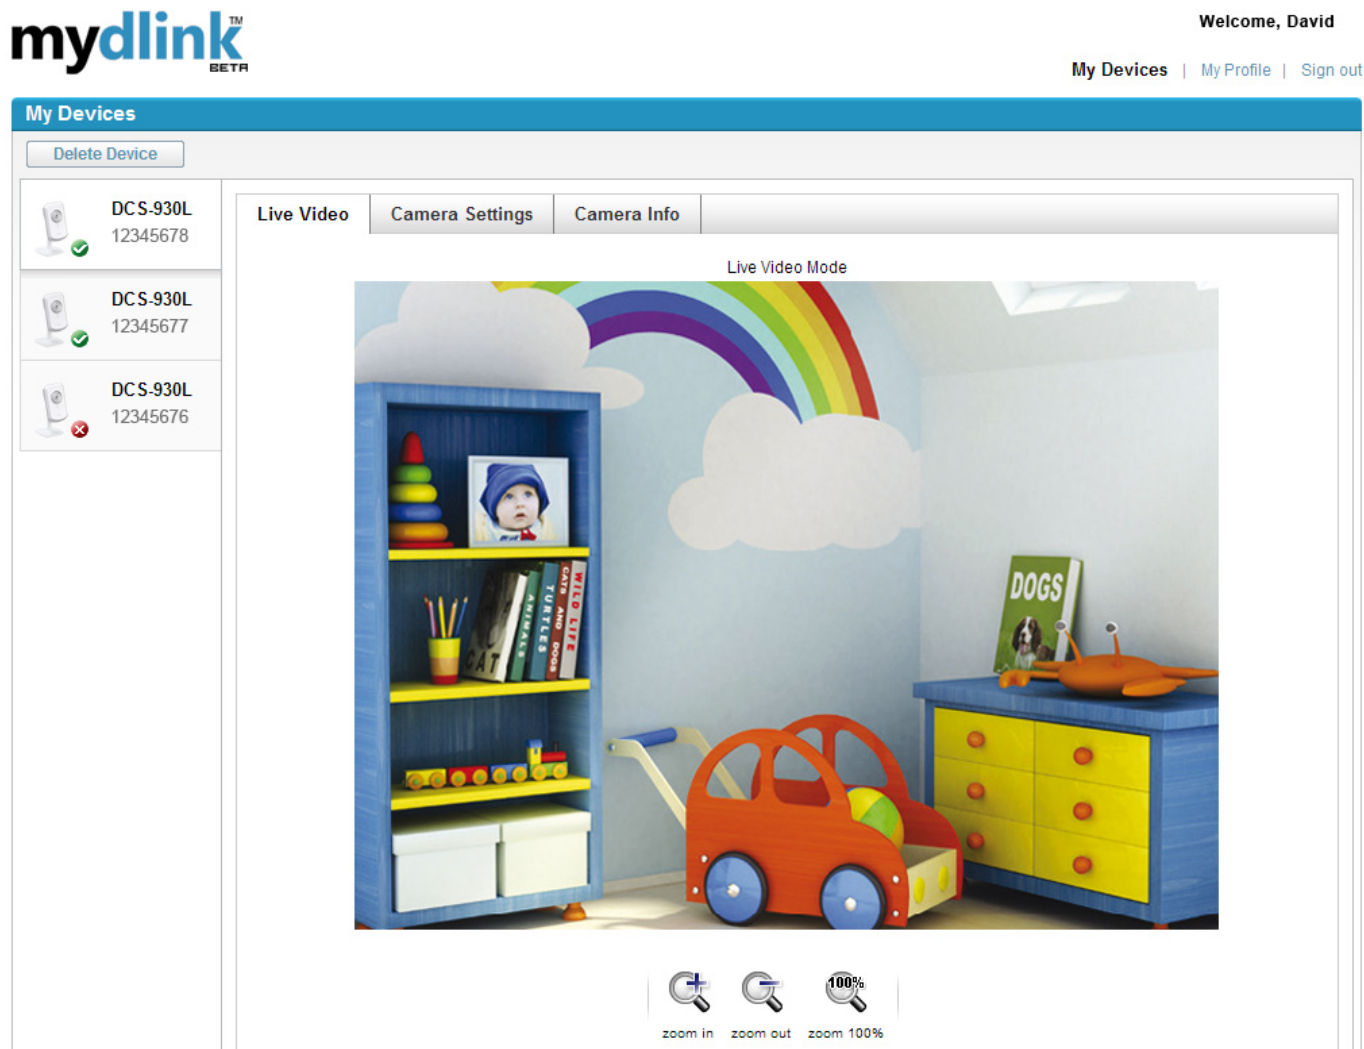 mydlink™
BETA
Welcome, David
My Devices | My Profile | Sign out
My Devices
Delete Device
DCS-930L
12345678
DCS-930L
12345677
DCS-930L
12345676
Live Video
Camera Settings
Camera Info
Live Video Mode
CAT
ANIMALS
TURTLES
CATS AND DOGS
WILD LIFE
DOGS
100%
zoom in
zoom out
zoom 100%